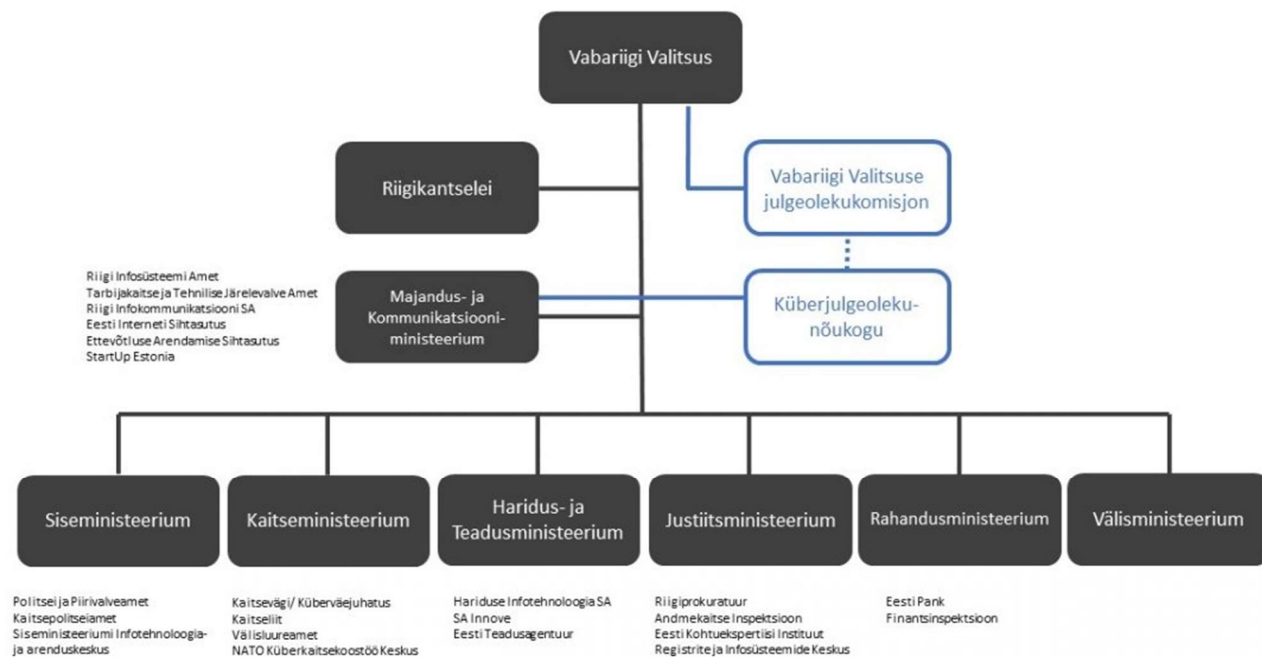 Vabariigi Valitsus
Riigikantselei
Vabariigi Valitsuse
julgeolekukomisjon
Riigi Infosüsteemi Amet
Tarbijakaitse ja Tehnilise Järelevalve Amet
Riigi Infokommunikatsiooni SA
Eesti Interneti Sihtasutus
Ettevõtluse Arendamise Sihtasutus
StartUp Estonia
Majandus- ja
Kommunikatsiooni-
ministeerium
Küberjulgeoleku-
nõukogu
Siseministeerium
Kaitseministeerium
Haridus- ja
Teadusministeerium
Justiitsministeerium
Rahandusministeerium
Välisministeerium
Politsei ja Piirivalveamet
Kaitsepolitseiamet
Siseministeeriumi Infotehnoloogia-
ja arenduskeskus
Kaitsevägi/ Küberväejuhatus
Kaitseliit
Välisluureamet
NATO Küberkaitsekoostöö Keskus
Hariduse Infotehnoloogia SA
SA Innove
Eesti Teadusagentuur
Riigiprokuratuur
Andmekaitse Inspektsioon
Eesti Kohtuekspertiisi Instituut
Registrite ja Infosüsteemide Keskus
Eesti Pank
Finantsinspektsioon